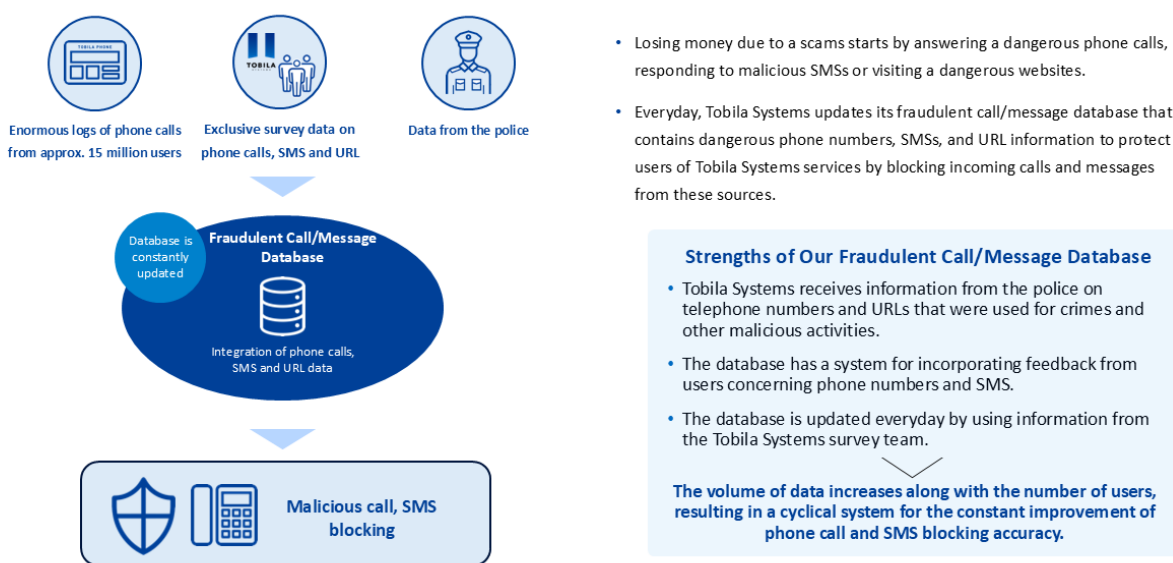 TOBILA PHONE
TOBILA
Enormous logs of phone calls
from approx. 15 million users
Exclusive survey data on
phone calls, SMS and URL
Data from the police
Database is
constantly
updated
Fraudulent Call/Message
Database
Integration of phone calls,
SMS and URL data
Malicious call, SMS
blocking
• Losing money due to a scams starts by answering a dangerous phone calls,
responding to malicious SMSs or visiting a dangerous websites.
• Everyday, Tobila Systems updates its fraudulent call/message database that
contains dangerous phone numbers, SMSs, and URL information to protect
users of Tobila Systems services by blocking incoming calls and messages
from these sources.
Strengths of Our Fraudulent Call/Message Database
• Tobila Systems receives information from the police on
telephone numbers and URLs that were used for crimes and
other malicious activities.
• The database has a system for incorporating feedback from
users concerning phone numbers and SMS.
• The database is updated everyday by using information from
the Tobila Systems survey team.
The volume of data increases along with the number of users,
resulting in a cyclical system for the constant improvement of
phone call and SMS blocking accuracy.